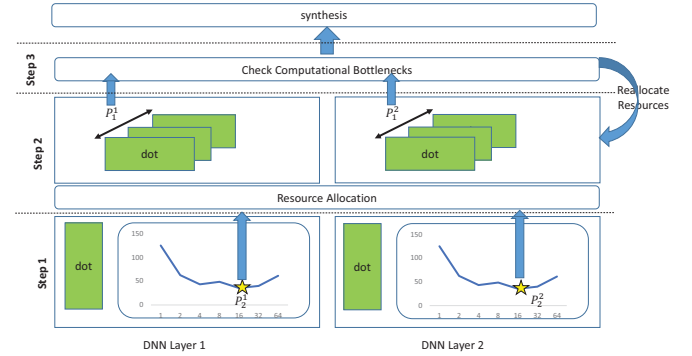 synthesis
Step 3
Check Computational Bottlenecks
Reallocate
Resources
Step 2
P_1^1
dot
P_1^2
dot
Resource Allocation
Step 1
dot
150
100
50
0
1 2 4 8 16 32 64
P_2^1
dot
150
100
50
0
1 2 4 8 16 32 64
P_2^2
DNN Layer 1
DNN Layer 2